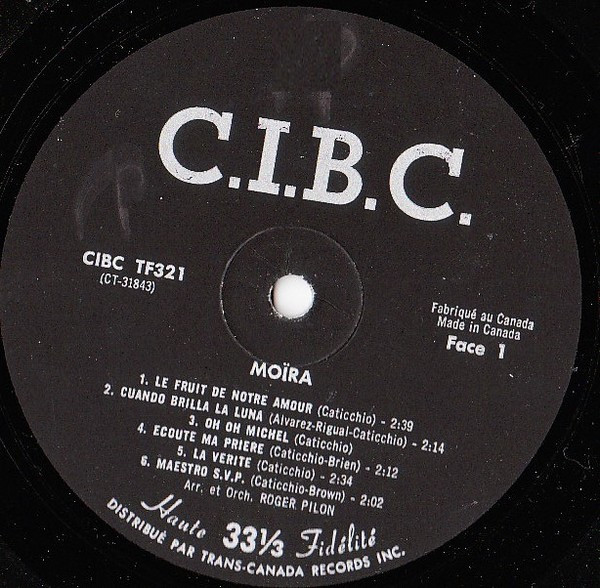 C.I.B.C.
CIBC TF321
(CT-31843)
Fabriqué au Canada
Made in Canada
Face 1
MOÏRA
1. LE FRUIT DE NOTRE AMOUR (Caticchio) - 2:39
2. CUANDO BRILLA LA LUNA (Alvarez-Rigual-Caticchio) - 2:14
3. OH OH MICHEL (Caticchio)
4. ECOUTE MA PRIERE (Caticchio-Brien) - 2:12
5. LA VERITE (Caticchio) - 2:34
6. MAESTRO S.V.P. (Caticchio-Brown) - 2:02
Arr. et Orch. ROGER PILON
Haute 33⅓ Fidélité
DISTRIBUÉ PAR TRANS-CANADA RECORDS INC.